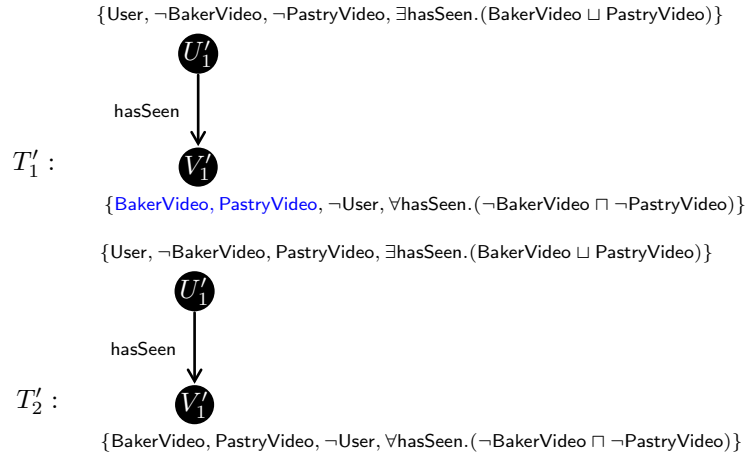 {User, ¬BakerVideo, ¬PastryVideo, ∃hasSeen.(BakerVideo ⊔ PastryVideo)}
U′₁
hasSeen
T′₁ :
V′₁
{BakerVideo, PastryVideo, ¬User, ∀hasSeen.(¬BakerVideo ⊓ ¬PastryVideo)}
{User, ¬BakerVideo, PastryVideo, ∃hasSeen.(BakerVideo ⊔ PastryVideo)}
U′₁
hasSeen
T′₂ :
V′₁
{BakerVideo, PastryVideo, ¬User, ∀hasSeen.(¬BakerVideo ⊓ ¬PastryVideo)}